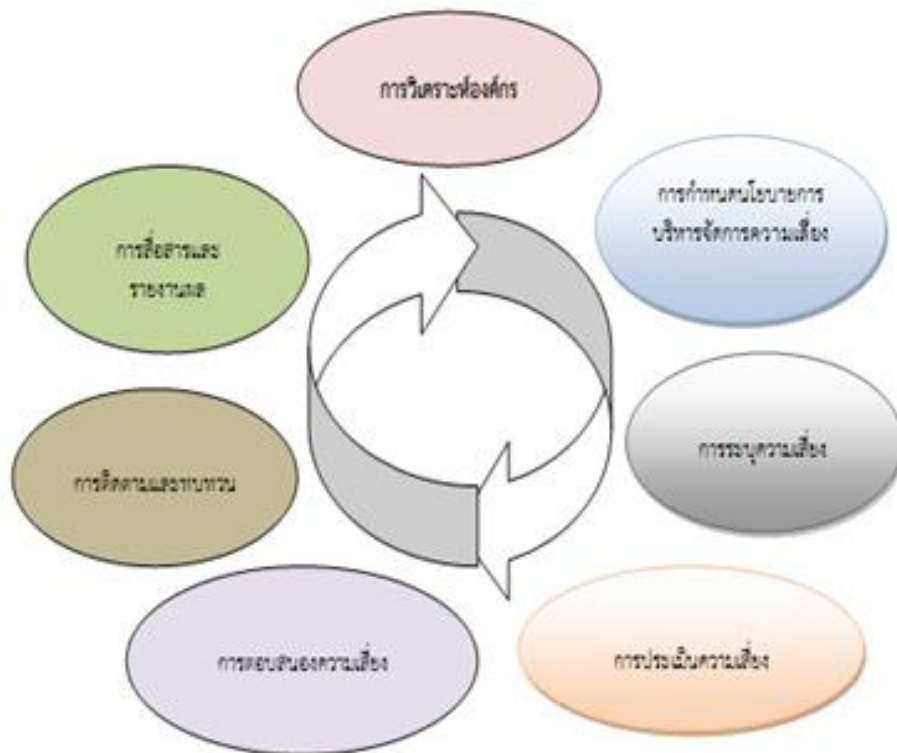 การวิเคราะห์องค์กร
การกำหนดนโยบายการ
บริหารจัดการความเสี่ยง
การระบุความเสี่ยง
การประเมินความเสี่ยง
การตอบสนองความเสี่ยง
การติดตามและทบทวน
การสื่อสารและ
รายงานผล